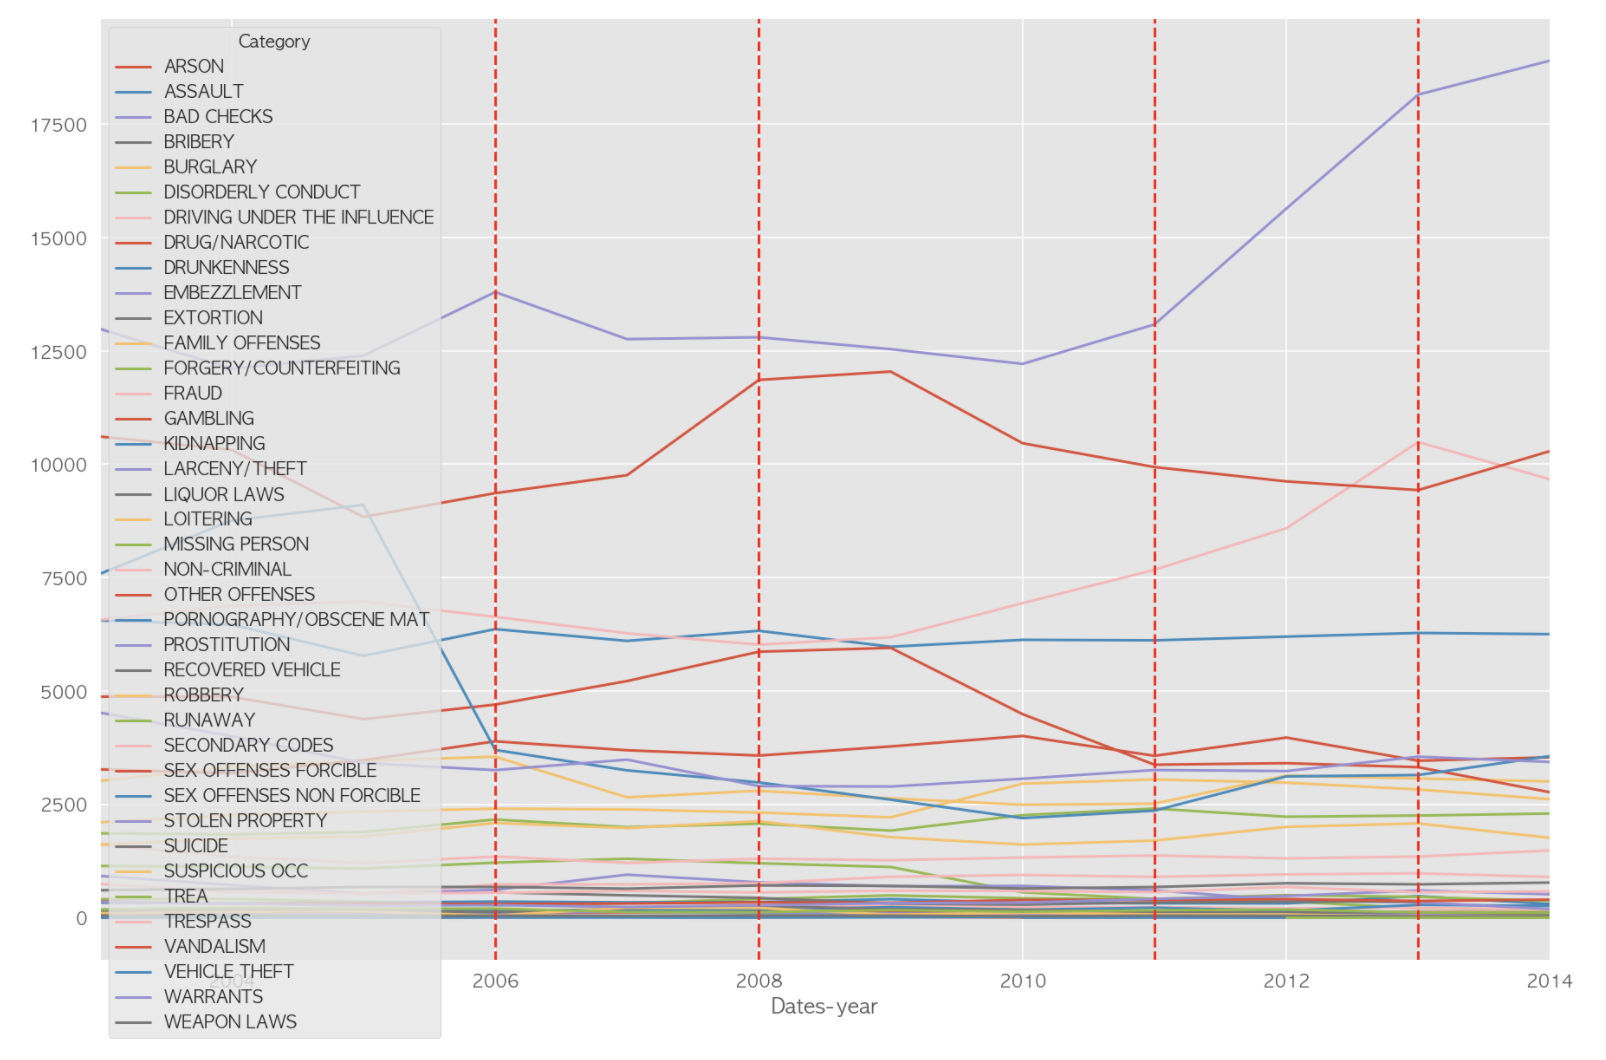 Category
ARSON
ASSAULT
BAD CHECKS
BRIBERY
BURGLARY
DISORDERLY CONDUCT
DRIVING UNDER THE INFLUENCE
DRUG/NARCOTIC
DRUNKENNESS
EMBEZZLEMENT
EXTORTION
FAMILY OFFENSES
FORGERY/COUNTERFEITING
FRAUD
GAMBLING
KIDNAPPING
LARCENY/THEFT
LIQUOR LAWS
LOITERING
MISSING PERSON
NON-CRIMINAL
OTHER OFFENSES
PORNOGRAPHY/OBSCENE MAT
PROSTITUTION
RECOVERED VEHICLE
ROBBERY
RUNAWAY
SECONDARY CODES
SEX OFFENSES FORCIBLE
SEX OFFENSES NON FORCIBLE
STOLEN PROPERTY
SUICIDE
SUSPICIOUS OCC
TREA
TRESPASS
VANDALISM
VEHICLE THEFT
WARRANTS
WEAPON LAWS
17500
15000
12500
10000
7500
5000
2500
0
2004 2006 2008 2010 2012 2014
Dates-year